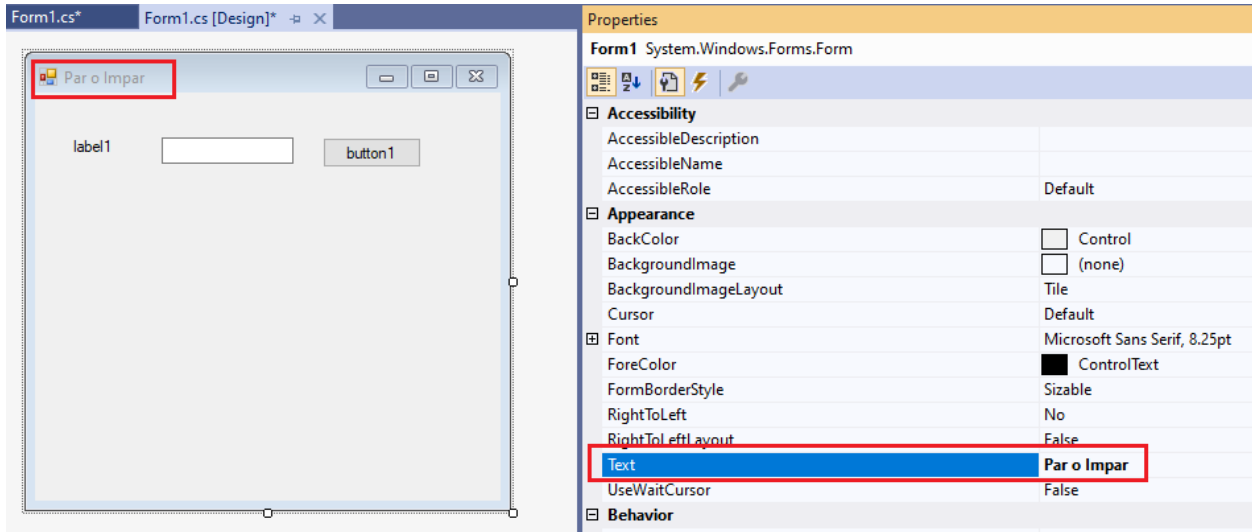 Form1.cs*
Form1.cs [Design]*
Par o Impar
label1
button1
Properties
Form1 System.Windows.Forms.Form
Accessibility
AccessibleDescription
AccessibleName
AccessibleRole Default
Appearance
BackColor Control
BackgroundImage (none)
BackgroundImageLayout Tile
Cursor Default
Font Microsoft Sans Serif, 8.25pt
ForeColor ControlText
FormBorderStyle Sizable
RightToLeft No
RightToLeftLayout False
Text Par o Impar
UseWaitCursor False
Behavior